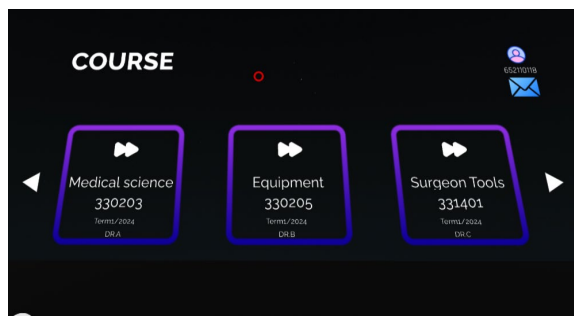 COURSE
652110118
Medical science
330203
Term1/2024
DR.A
Equipment
330205
Term1/2024
DR.B
Surgeon Tools
331401
Term1/2024
DR.C